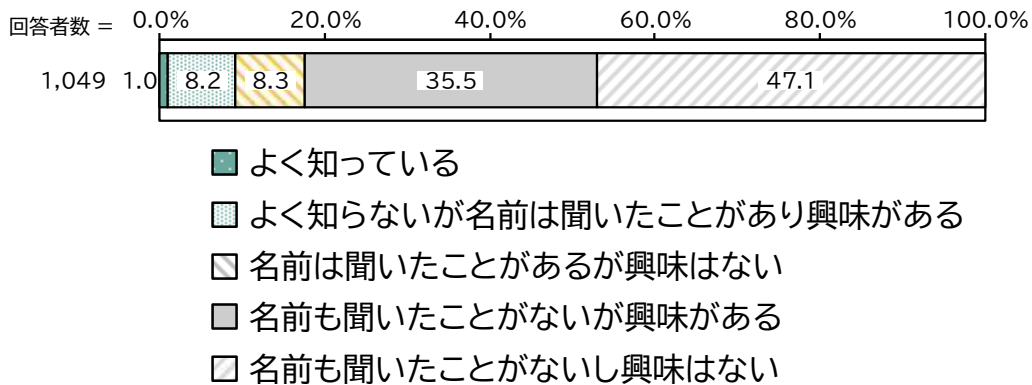 回答者数 = 0.0% 20.0% 40.0% 60.0% 80.0% 100.0%
1,049 1.0 8.2 8.3 35.5 47.1
よく知っている
よく知らないが名前は聞いたことがあり興味がある
名前は聞いたことがあるが興味はない
名前も聞いたことがないが興味がある
名前も聞いたことがないし興味はない